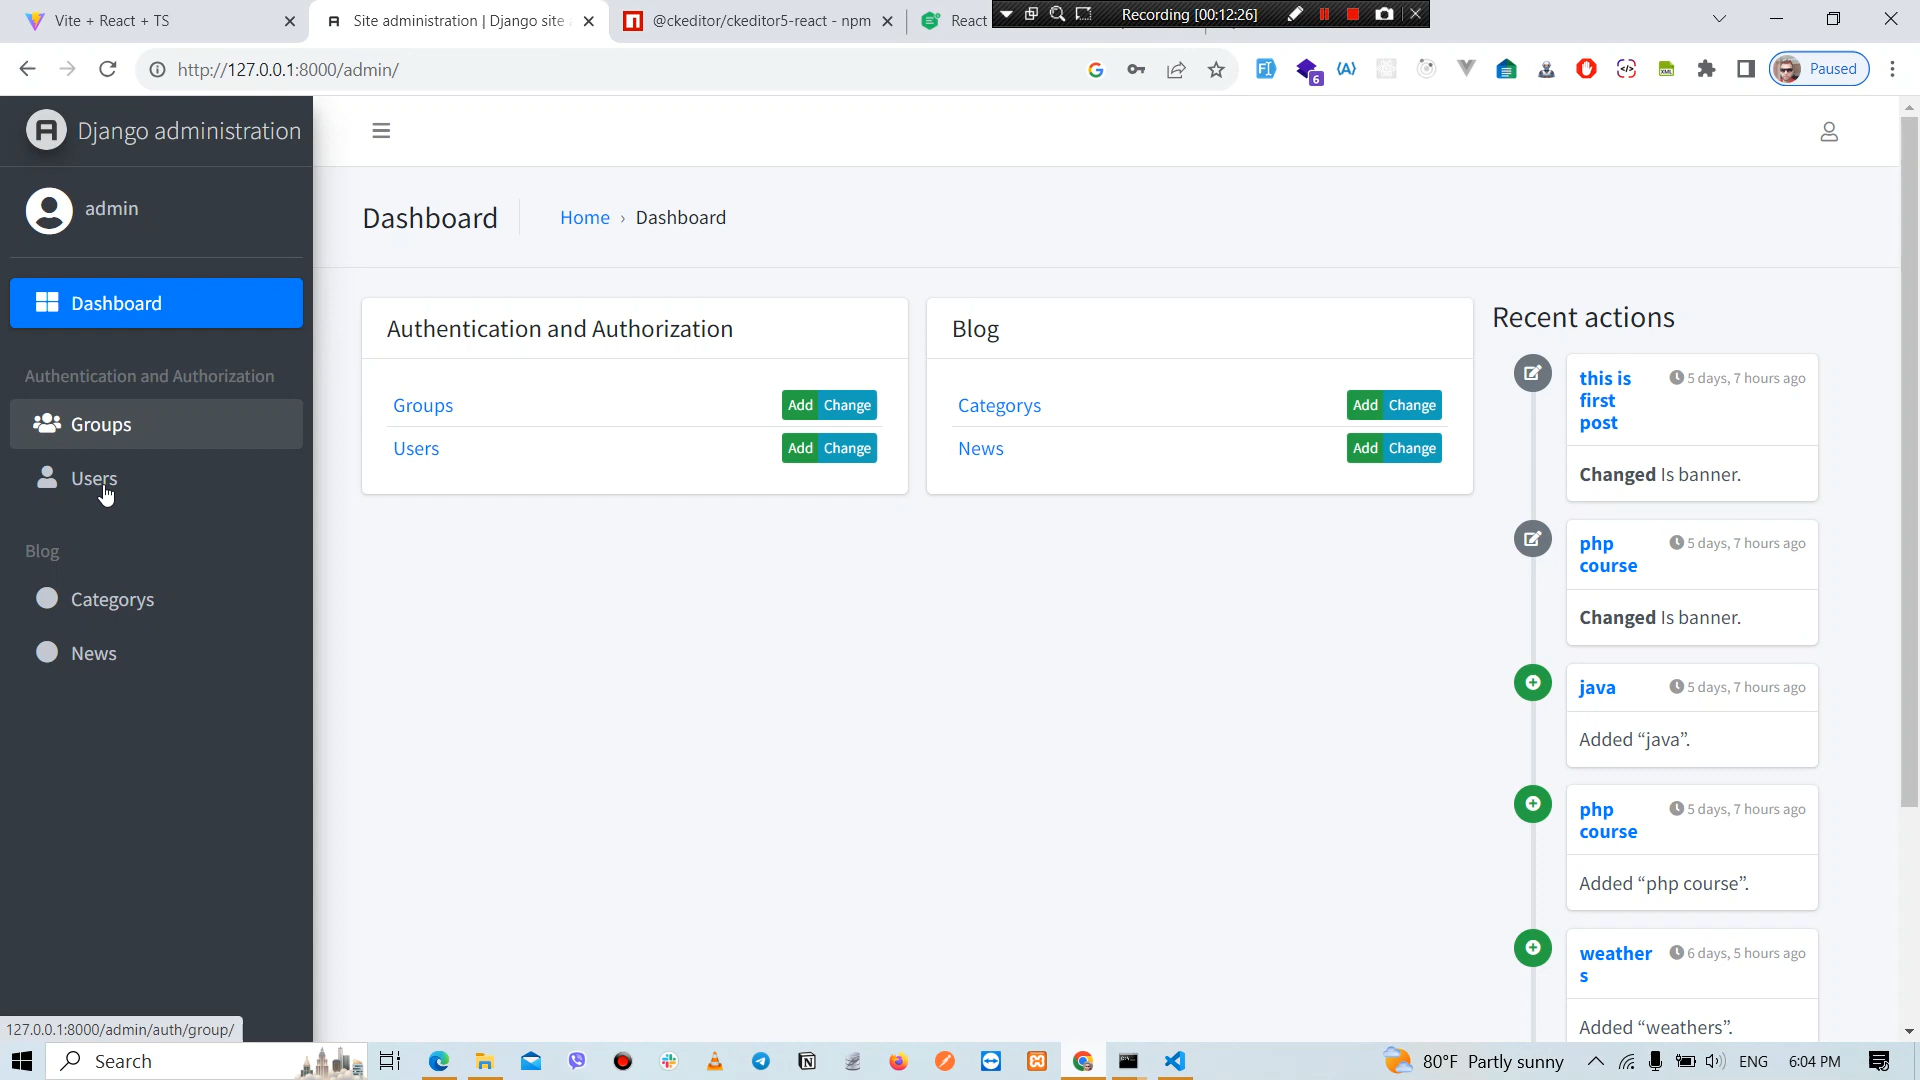 Vite + React + TS
Site administration | Django site
@ckeditor/ckeditor5-react - npm
React
Recording [00:12:26]
http://127.0.0.1:8000/admin/
6
Paused
Django administration
admin
Dashboard
Home › Dashboard
Dashboard
Authentication and Authorization
Groups
Users
Blog
Categorys
News
Authentication and Authorization
Groups Add Change
Users Add Change
Blog
Categorys Add Change
News Add Change
Recent actions
this is
first
post
5 days, 7 hours ago
Changed Is banner.
php
course
5 days, 7 hours ago
Changed Is banner.
java
5 days, 7 hours ago
Added “java”.
php
course
5 days, 7 hours ago
Added “php course”.
weather
s
6 days, 5 hours ago
Added “weathers”.
127.0.0.1:8000/admin/auth/group/
Search
80°F Partly sunny
ENG
6:04 PM